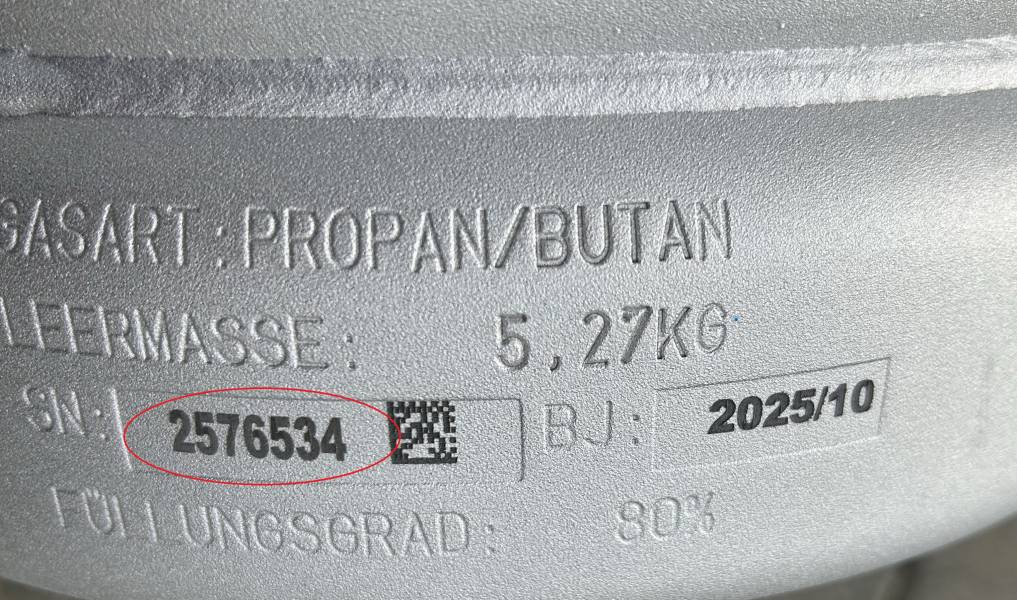 GASART: PROPAN/BUTAN
LEERMASSE: 5,27KG
SN: 2576534 BJ: 2025/10
FÜLLUNGSGRAD: 80%